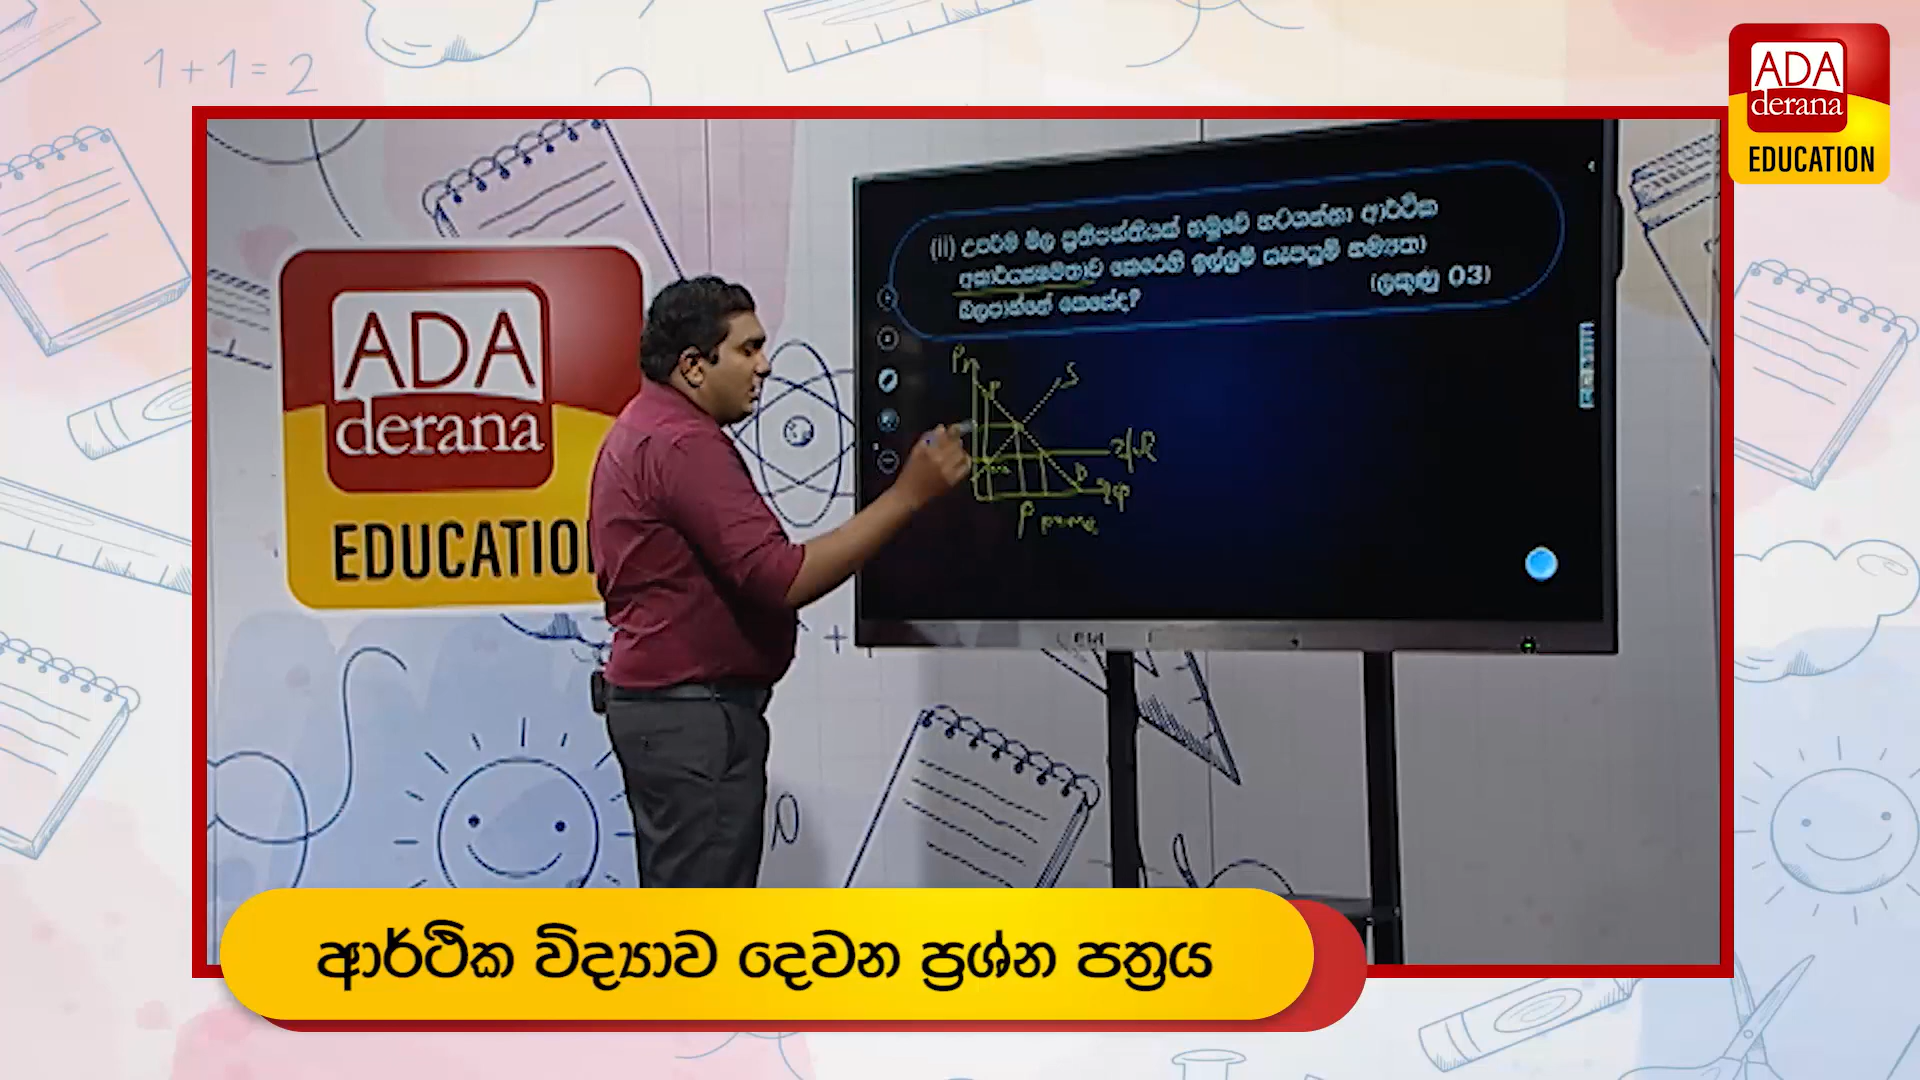 1+1=2
ADA
derana
EDUCATION
(ii) උපරිම මිල ප්‍රතිපත්තියක් හමුවේ හටගන්නා ආර්ථික
අකාර්යක්ෂමතාව කෙරෙහි ඉල්ලුම් සැපයුම් නම්‍යතා
බලපාන්නේ කෙසේද?
(ලකුණු 03)
ADA
derana
EDUCATIO
S
D
ආර්ථික විද්‍යාව දෙවන ප්‍රශ්න පත්‍රය